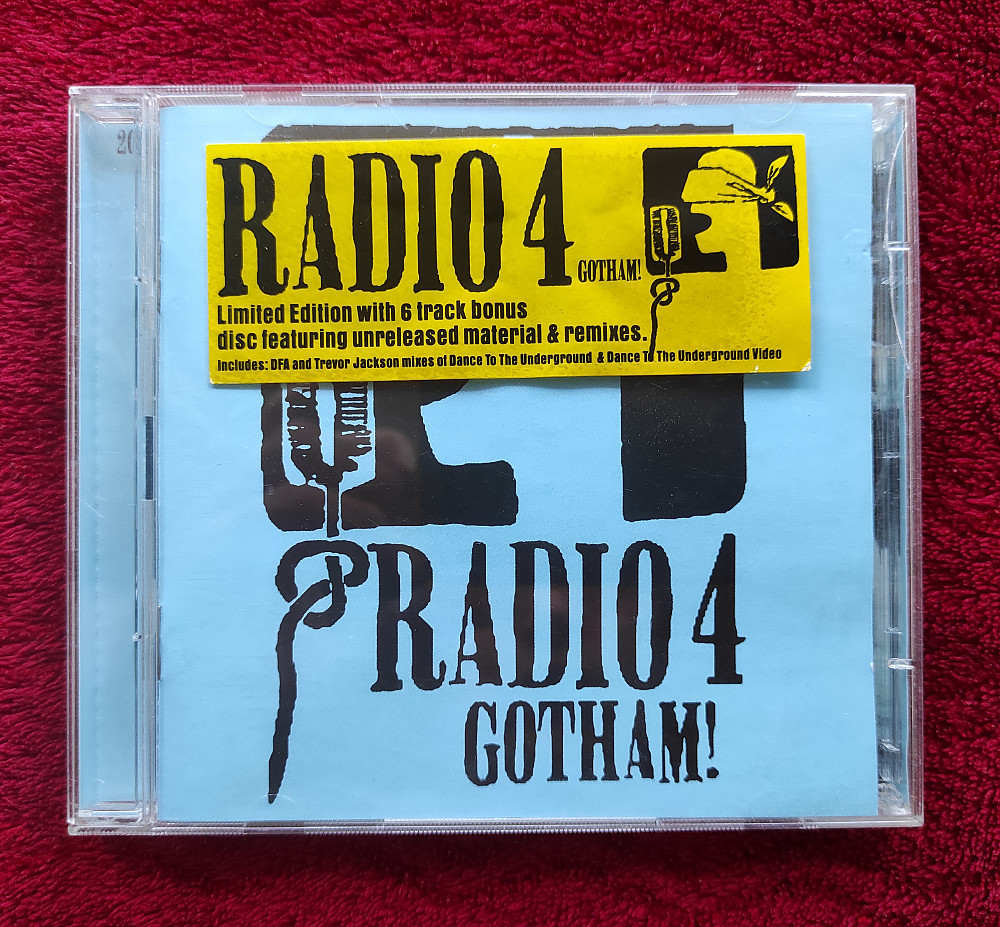 RADIO 4
GOTHAM!
Limited Edition with 6 track bonus
disc featuring unreleased material & remixes.
Includes: DFA and Trevor Jackson mixes of Dance To The Underground & Dance To The Underground Video
RADIO 4
GOTHAM!